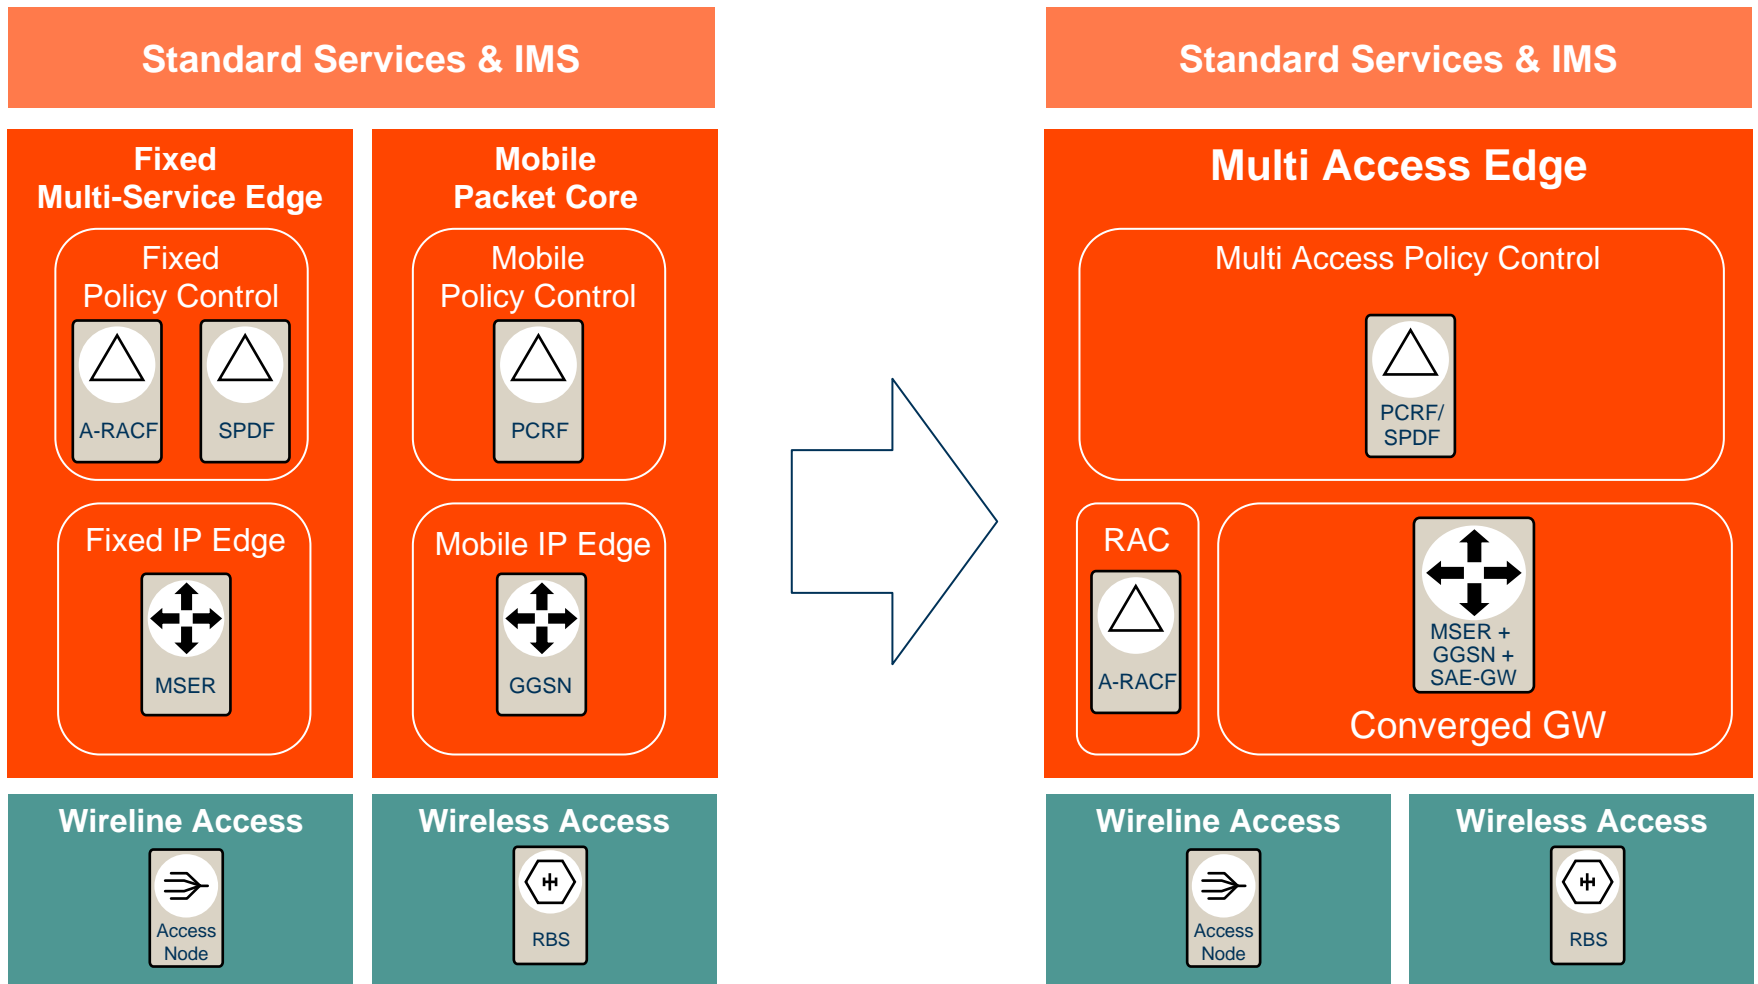 Standard Services & IMS
Fixed
Multi-Service Edge
Fixed
Policy Control
A-RACF
SPDF
Fixed IP Edge
MSER
Mobile
Packet Core
Mobile
Policy Control
PCRF
Mobile IP Edge
GGSN
Wireline Access
Access
Node
Wireless Access
RBS
Standard Services & IMS
Multi Access Edge
Multi Access Policy Control
PCRF/
SPDF
RAC
A-RACF
MSER +
GGSN +
SAE-GW
Converged GW
Wireline Access
Access
Node
Wireless Access
RBS